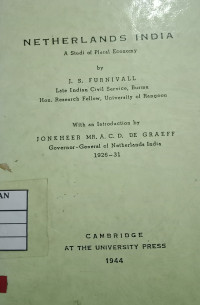 NETHERLANDS INDIA
A Study of Plural Economy
by
J. S. FURNIVALL
Late Indian Civil Service, Burma
Hon. Research Fellow, University of Rangoon
With an Introduction by
JONKHEER MR. A. C. D. DE GRAEFF
Governor-General of Netherlands India
1926–31
AN
CAMBRIDGE
AT THE UNIVERSITY PRESS
1944